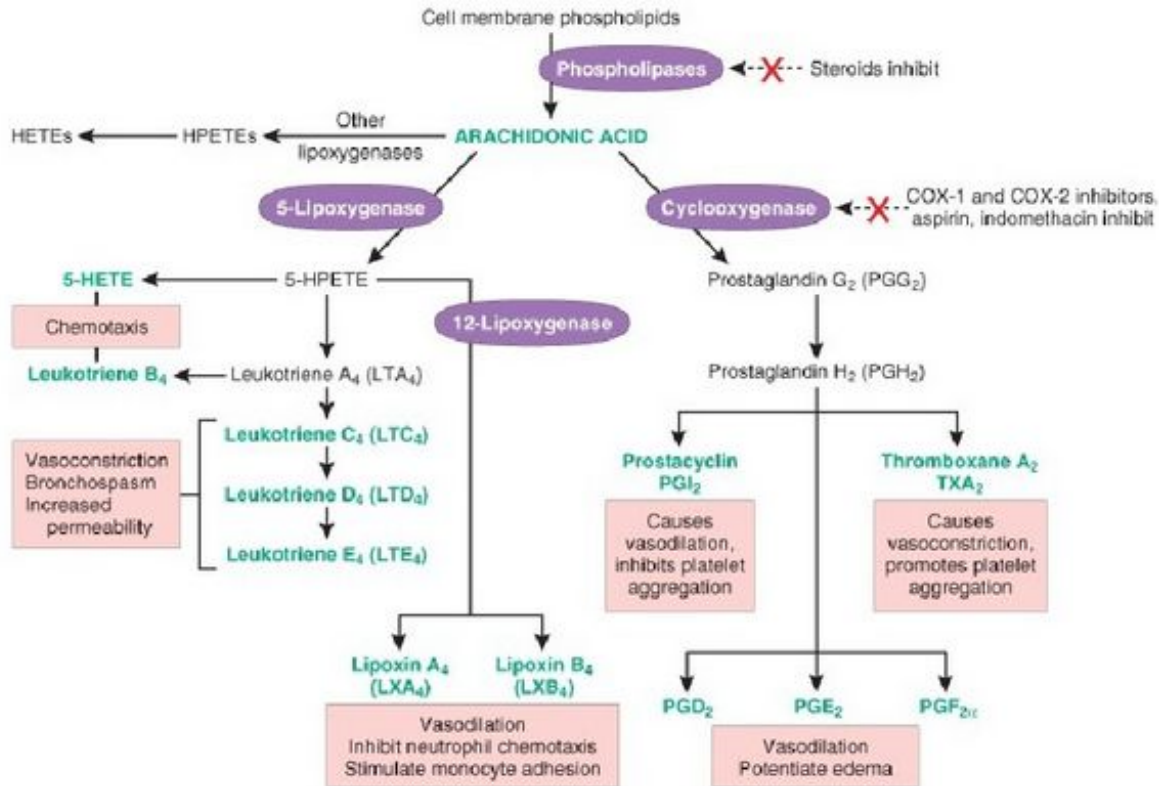 Cell membrane phospholipids
Phospholipases
Steroids inhibit
HETEs
HPETEs
Other
lipoxygenases
ARACHIDONIC ACID
5-Lipoxygenase
Cyclooxygenase
COX-1 and COX-2 inhibitors,
aspirin, indomethacin inhibit
5-HETE
5-HPETE
Prostaglandin G₂ (PGG₂)
Chemotaxis
12-Lipoxygenase
Leukotriene B₄
Leukotriene A₄ (LTA₄)
Prostaglandin H₂ (PGH₂)
Leukotriene C₄ (LTC₄)
Vasoconstriction
Bronchospasm
Increased
permeability
Leukotriene D₄ (LTD₄)
Leukotriene E₄ (LTE₄)
Prostacyclin
PGI₂
Thromboxane A₂
TXA₂
Causes
vasodilation,
inhibits platelet
aggregation
Causes
vasoconstriction,
promotes platelet
aggregation
Lipoxin A₄
(LXA₄)
Lipoxin B₄
(LXB₄)
Vasodilation
Inhibit neutrophil chemotaxis
Stimulate monocyte adhesion
PGD₂
PGE₂
PGF₂α
Vasodilation
Potentiate edema